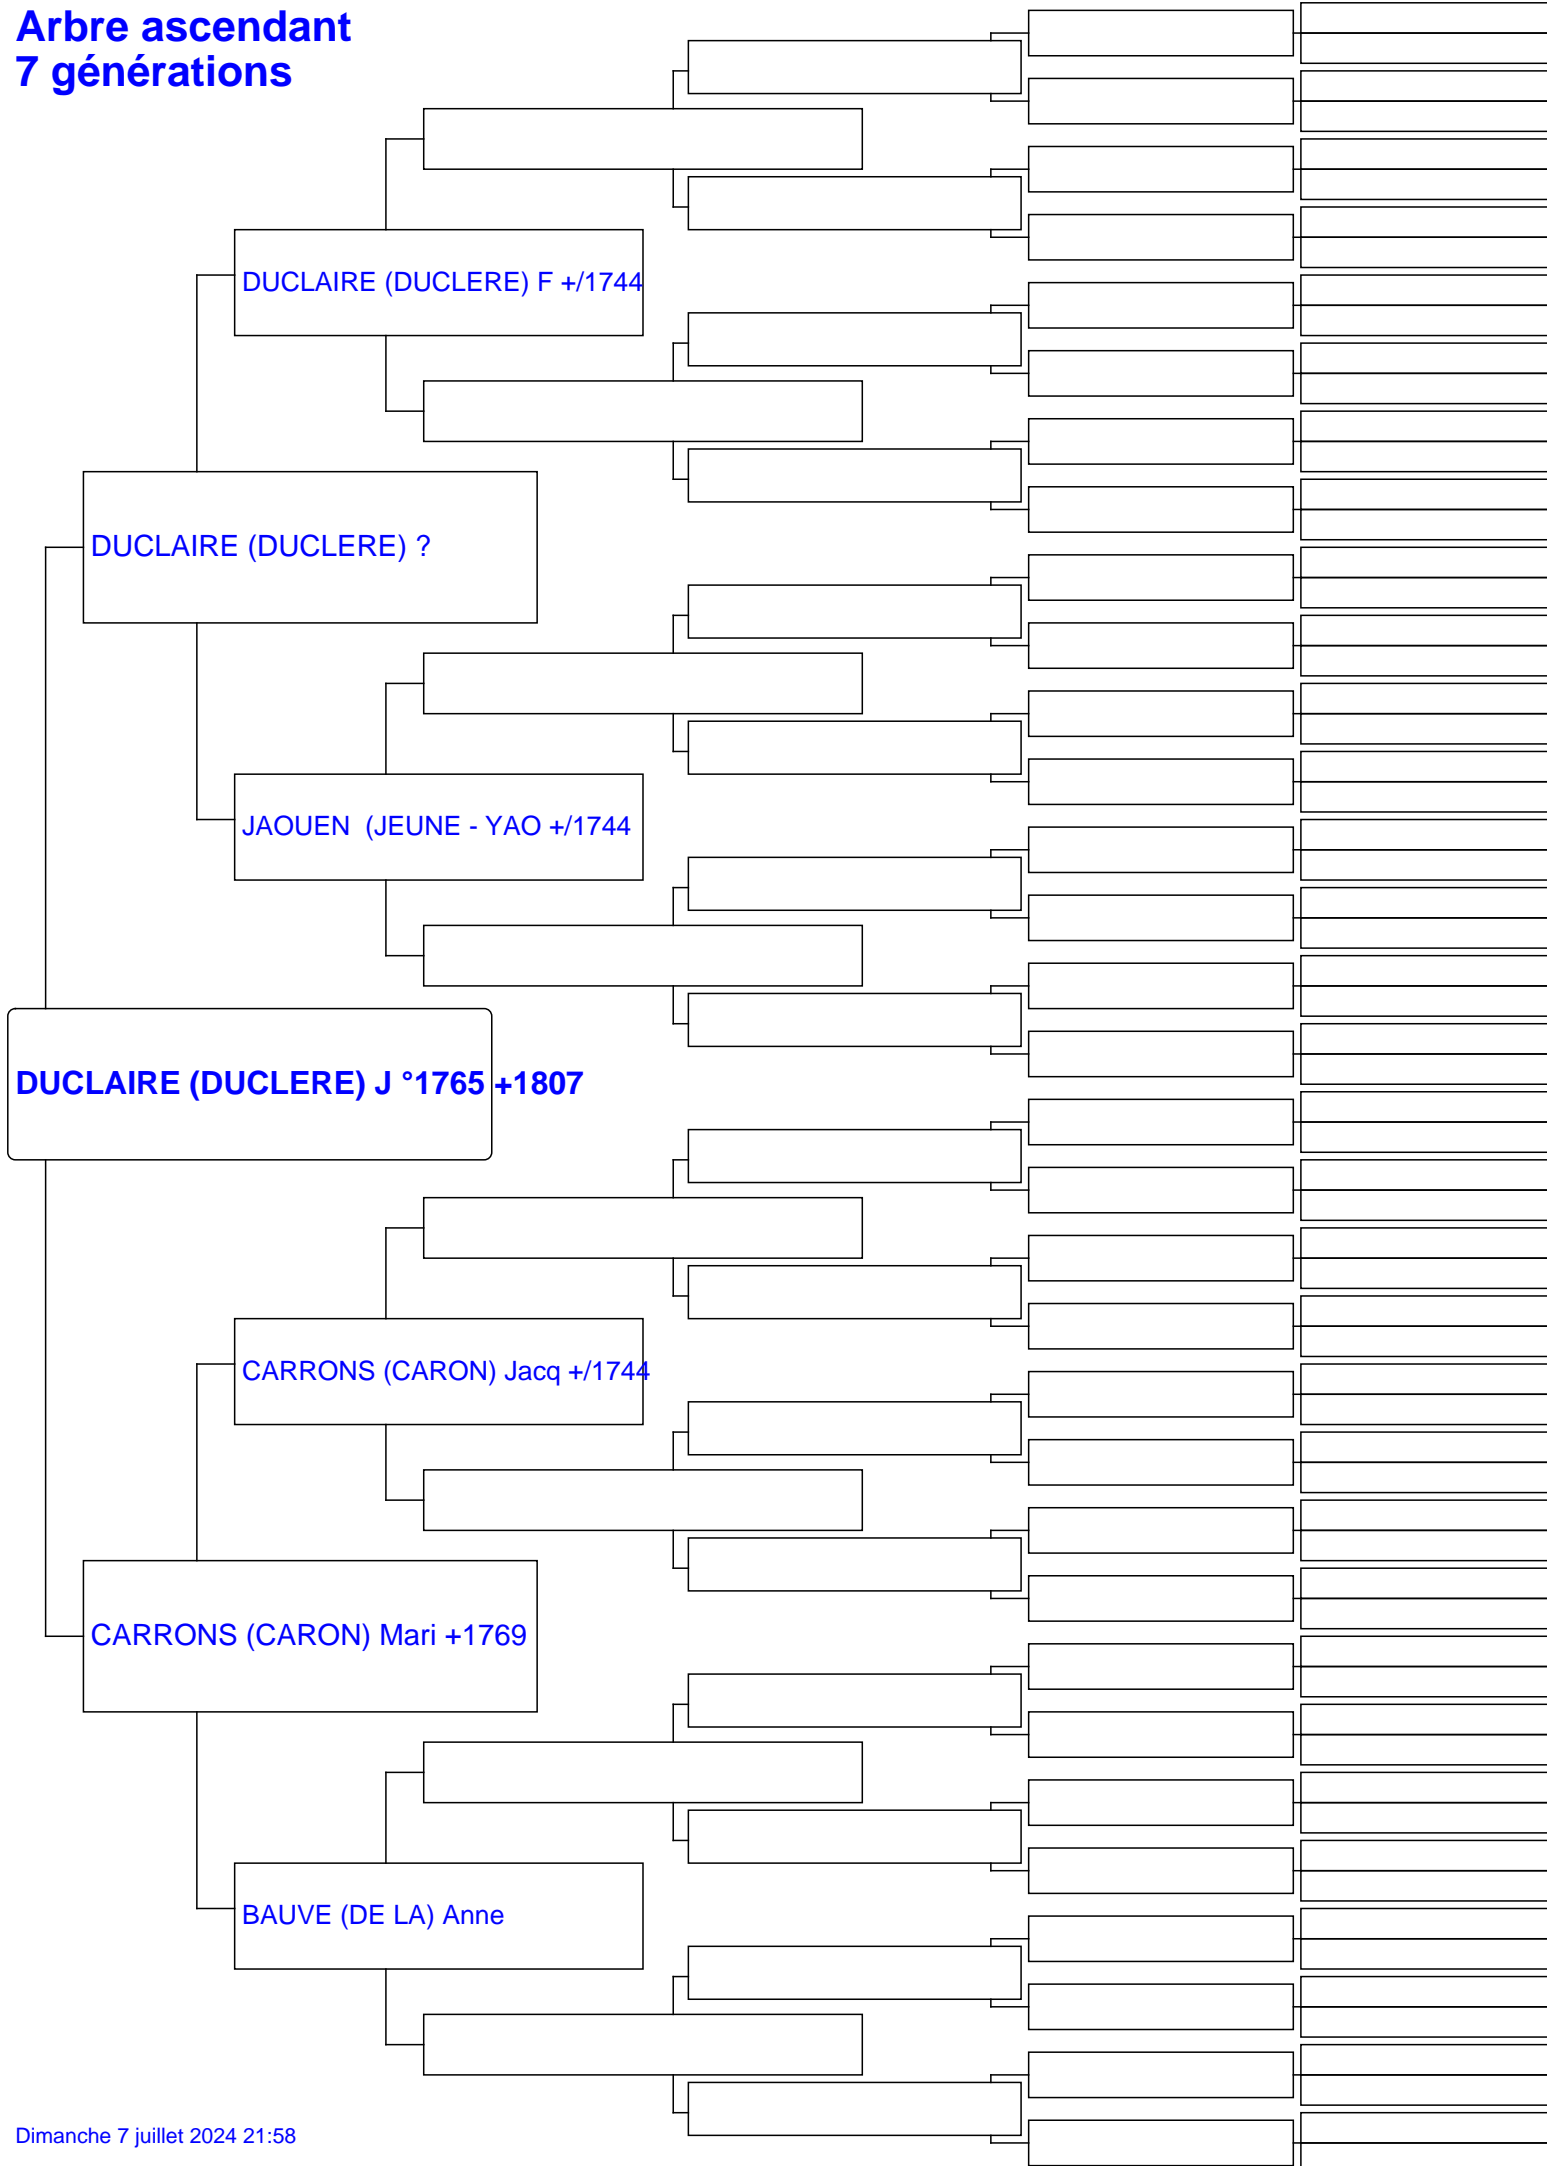 Arbre ascendant
7 générations
DUCLAIRE (DUCLERE) F +/1744
DUCLAIRE (DUCLERE) ?
JAOUEN  (JEUNE - YAO +/1744
DUCLAIRE (DUCLERE) J °1765 +1807
CARRONS (CARON) Jacq +/1744
CARRONS (CARON) Mari +1769
BAUVE (DE LA) Anne
Dimanche 7 juillet 2024 21:58